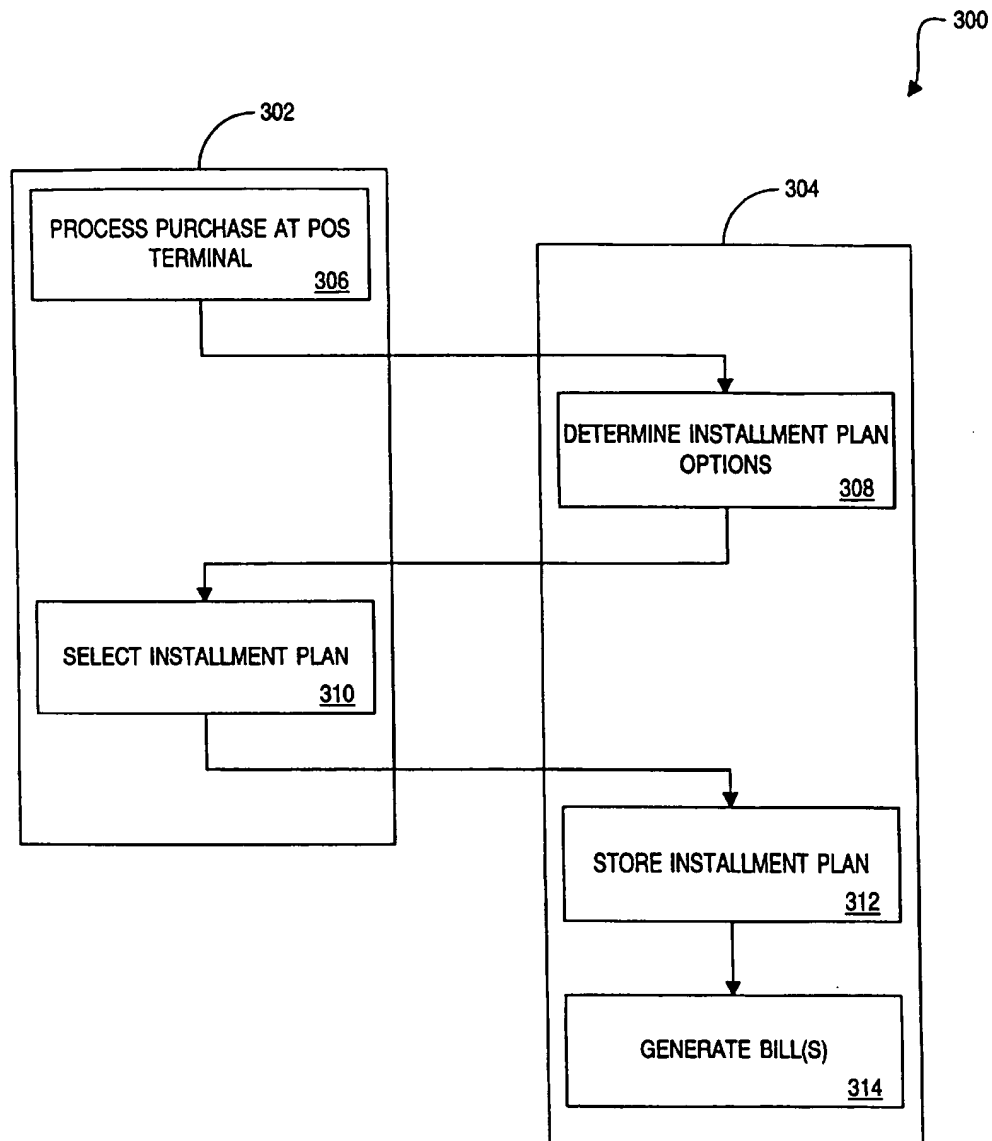 300
302
304
PROCESS PURCHASE AT POS
TERMINAL
306
DETERMINE INSTALLMENT PLAN
OPTIONS
308
SELECT INSTALLMENT PLAN
310
STORE INSTALLMENT PLAN
312
GENERATE BILL(S)
314